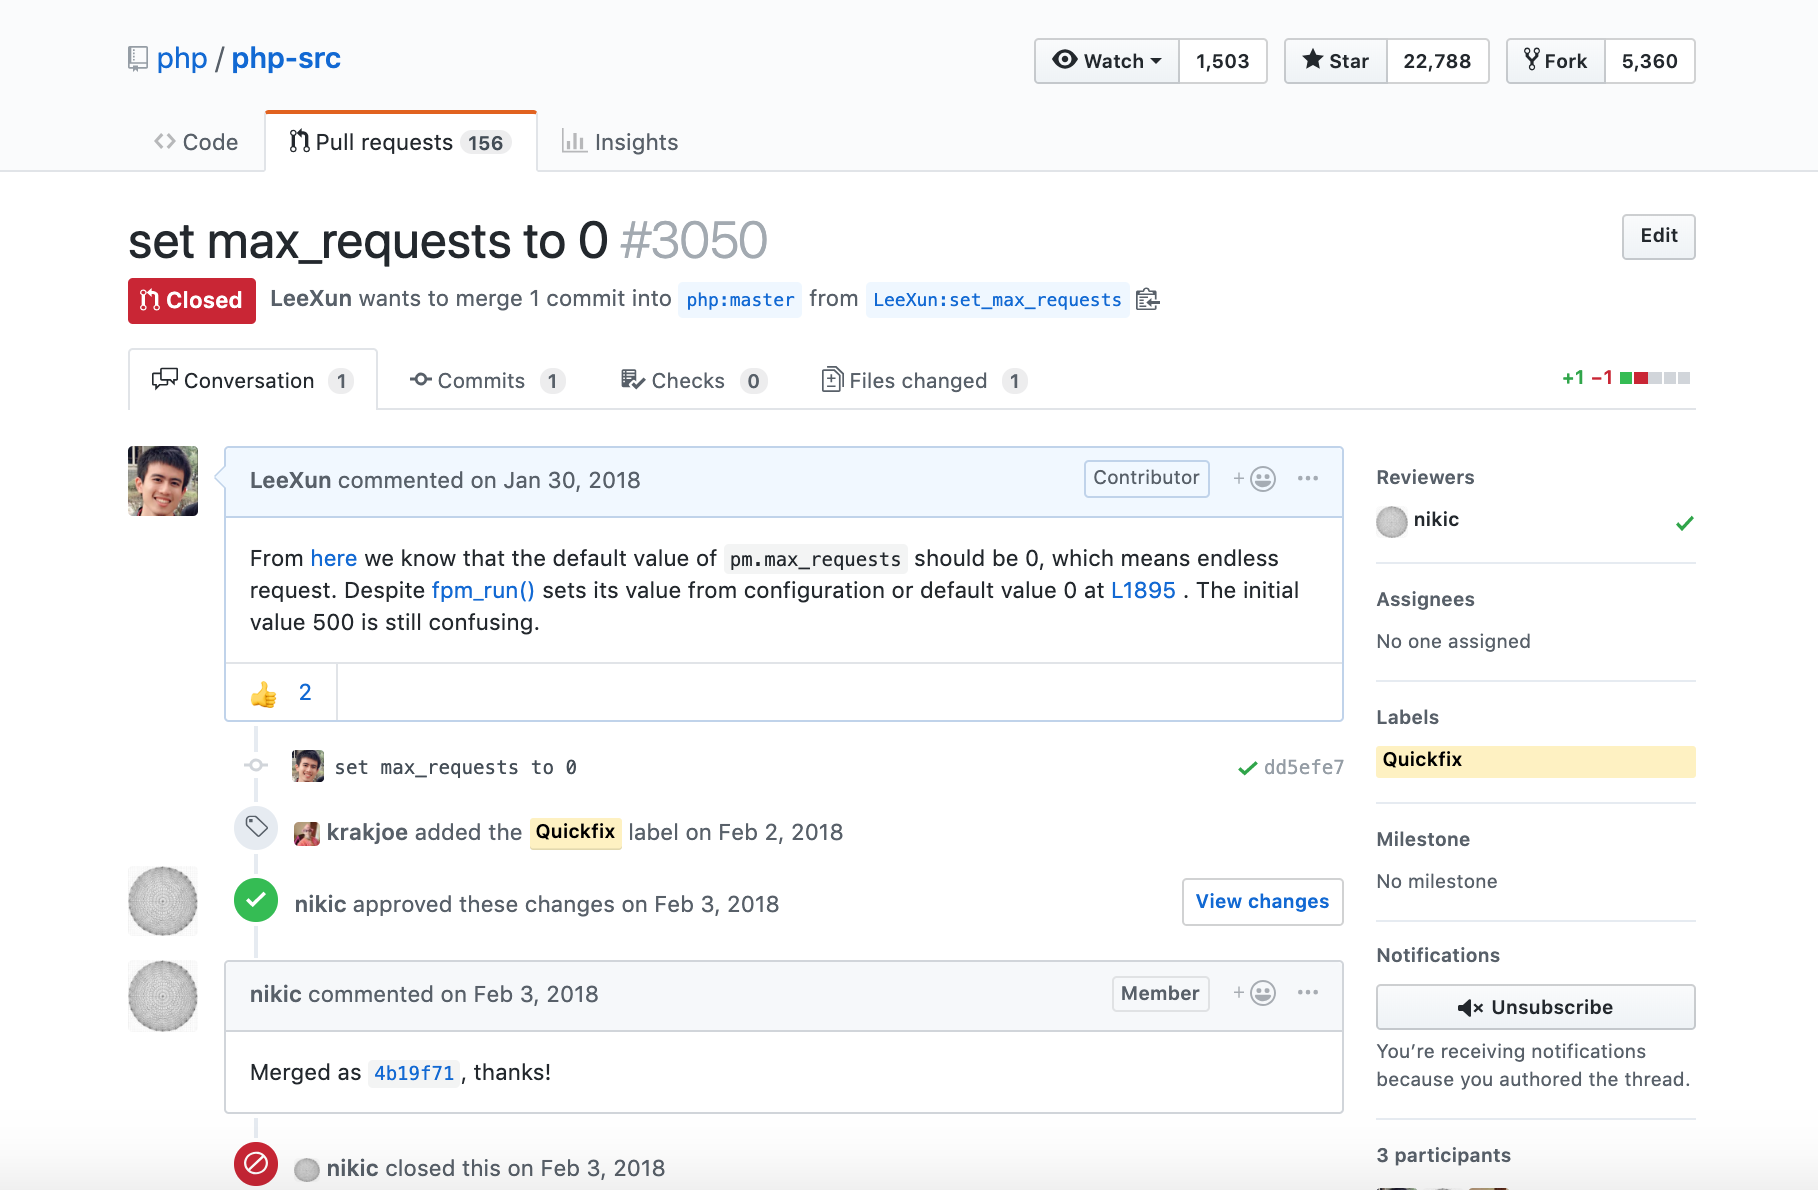 php / php-src
Watch 1,503 Star 22,788 Fork 5,360
Code Pull requests 156 Insights
set max_requests to 0 #3050
Edit
Closed LeeXun wants to merge 1 commit into php:master from LeeXun:set_max_requests
Conversation 1 Commits 1 Checks 0 Files changed 1 +1 −1
LeeXun commented on Jan 30, 2018 Contributor
From here we know that the default value of pm.max_requests should be 0, which means endless
request. Despite fpm_run() sets its value from configuration or default value 0 at L1895 . The initial
value 500 is still confusing.
2
set max_requests to 0 dd5efe7
krakjoe added the Quickfix label on Feb 2, 2018
nikic approved these changes on Feb 3, 2018 View changes
nikic commented on Feb 3, 2018 Member
Merged as 4b19f71, thanks!
nikic closed this on Feb 3, 2018
Reviewers
nikic
Assignees
No one assigned
Labels
Quickfix
Milestone
No milestone
Notifications
Unsubscribe
You’re receiving notifications
because you authored the thread.
3 participants